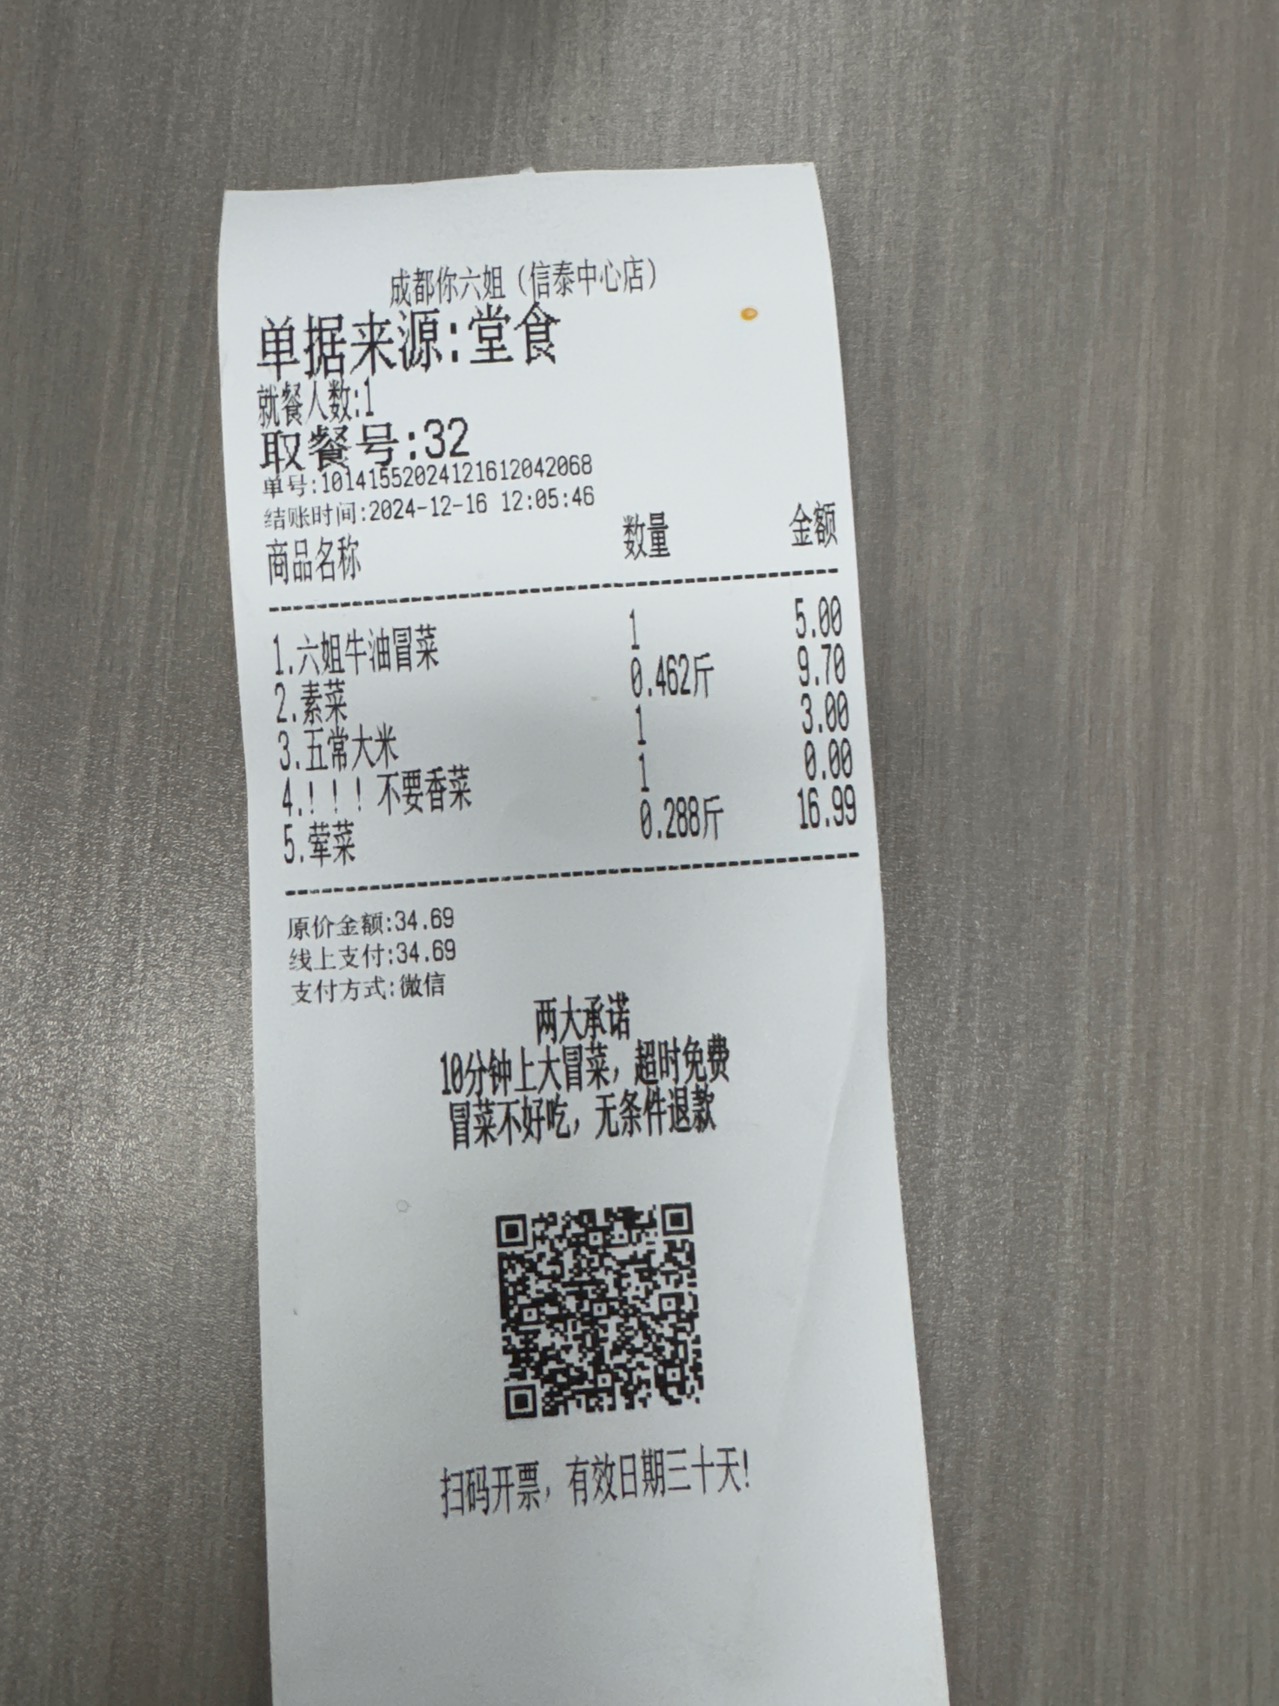 成都你六姐（信泰中心店）
单据来源:堂食
就餐人数:1
取餐号:32
单号:10141552024121612042068
结账时间:2024-12-16 12:05:46
商品名称 数量 金额
1.六姐牛油冒菜 1 5.00
2.素菜 0.462斤 9.70
3.五常大米 1 3.00
4.！！！不要香菜 1 0.00
5.荤菜 0.288斤 16.99
原价金额:34.69
线上支付:34.69
支付方式:微信
两大承诺
10分钟上大冒菜，超时免费
冒菜不好吃，无条件退款
扫码开票，有效日期三十天!